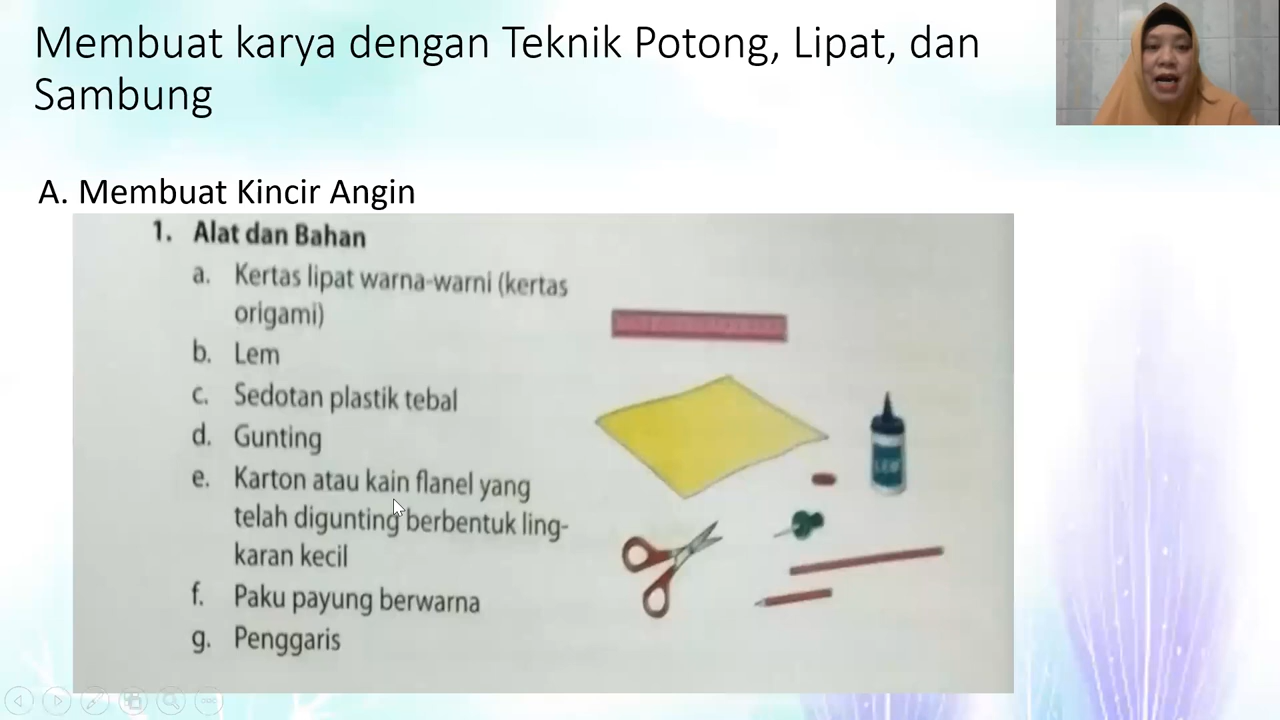 Membuat karya dengan Teknik Potong, Lipat, dan
Sambung
A. Membuat Kincir Angin
1. Alat dan Bahan
a. Kertas lipat warna-warni (kertas
origami)
b. Lem
c. Sedotan plastik tebal
d. Gunting
e. Karton atau kain flanel yang
telah digunting berbentuk ling-
karan kecil
f. Paku payung berwarna
g. Penggaris
LEM